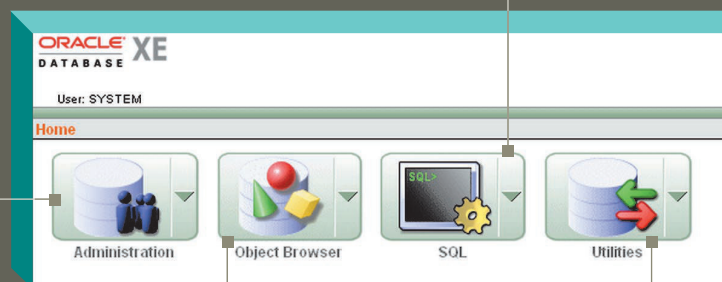 ORACLE DATABASE XE
User: SYSTEM
Home
SQL>
Administration
Object Browser
SQL
Utilities